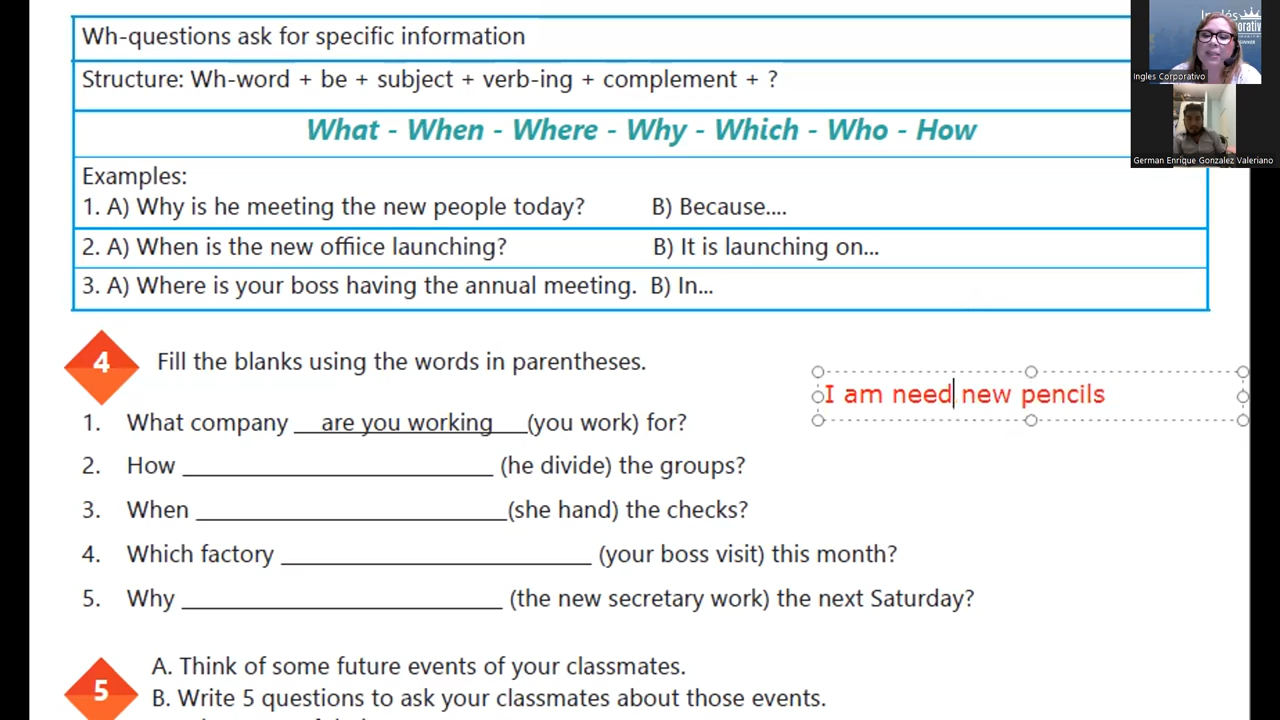 Wh-questions ask for specific information
Structure: Wh-word + be + subject + verb-ing + complement + ?
What - When - Where - Why - Which - Who - How
Examples:
1. A) Why is he meeting the new people today? B) Because....
2. A) When is the new office launching? B) It is launching on...
3. A) Where is your boss having the annual meeting. B) In...
4 Fill the blanks using the words in parentheses.
I am need new pencils
1. What company __are you working__(you work) for?
2. How ____________________ (he divide) the groups?
3. When ____________________(she hand) the checks?
4. Which factory ____________________ (your boss visit) this month?
5. Why ____________________ (the new secretary work) the next Saturday?
5 A. Think of some future events of your classmates.
B. Write 5 questions to ask your classmates about those events.
Ingles Corporativo
German Enrique Gonzalez Valeriano